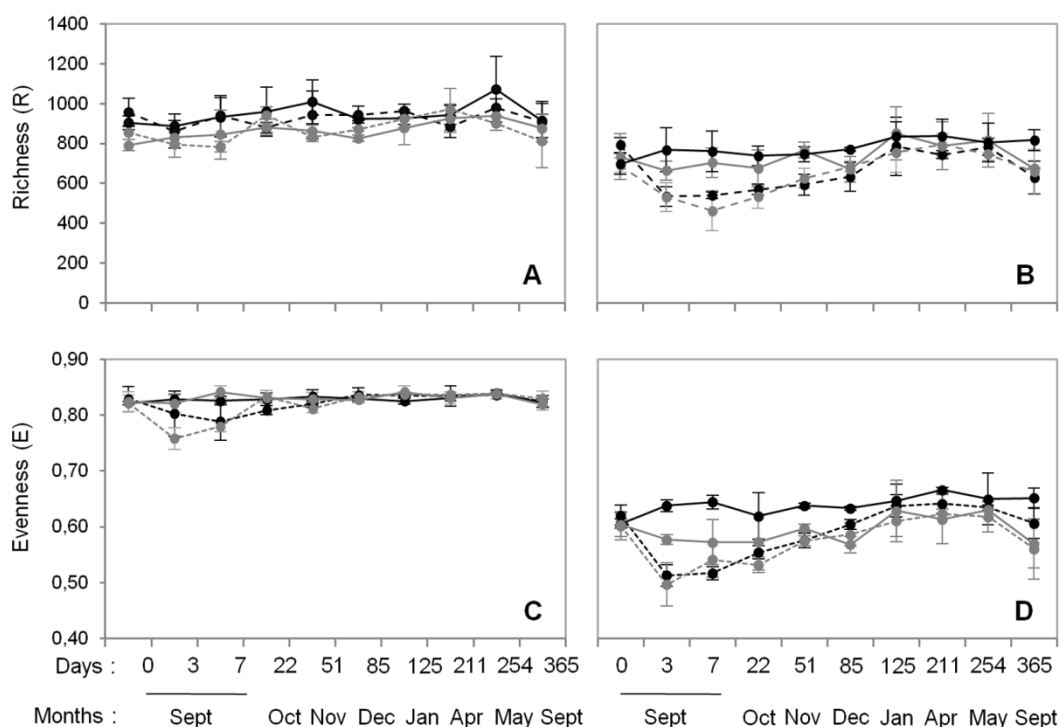 1400
1200
1000
800
600
400
200
0
Richness (R)
A
B
0,90
0,80
0,70
0,60
0,50
0,40
Evenness (E)
C
D
Days : 0 3 7 22 51 85 125 211 254 365 0 3 7 22 51 85 125 211 254 365
Months : Sept Oct Nov Dec Jan Apr May Sept Sept Oct Nov Dec Jan Apr May Sept